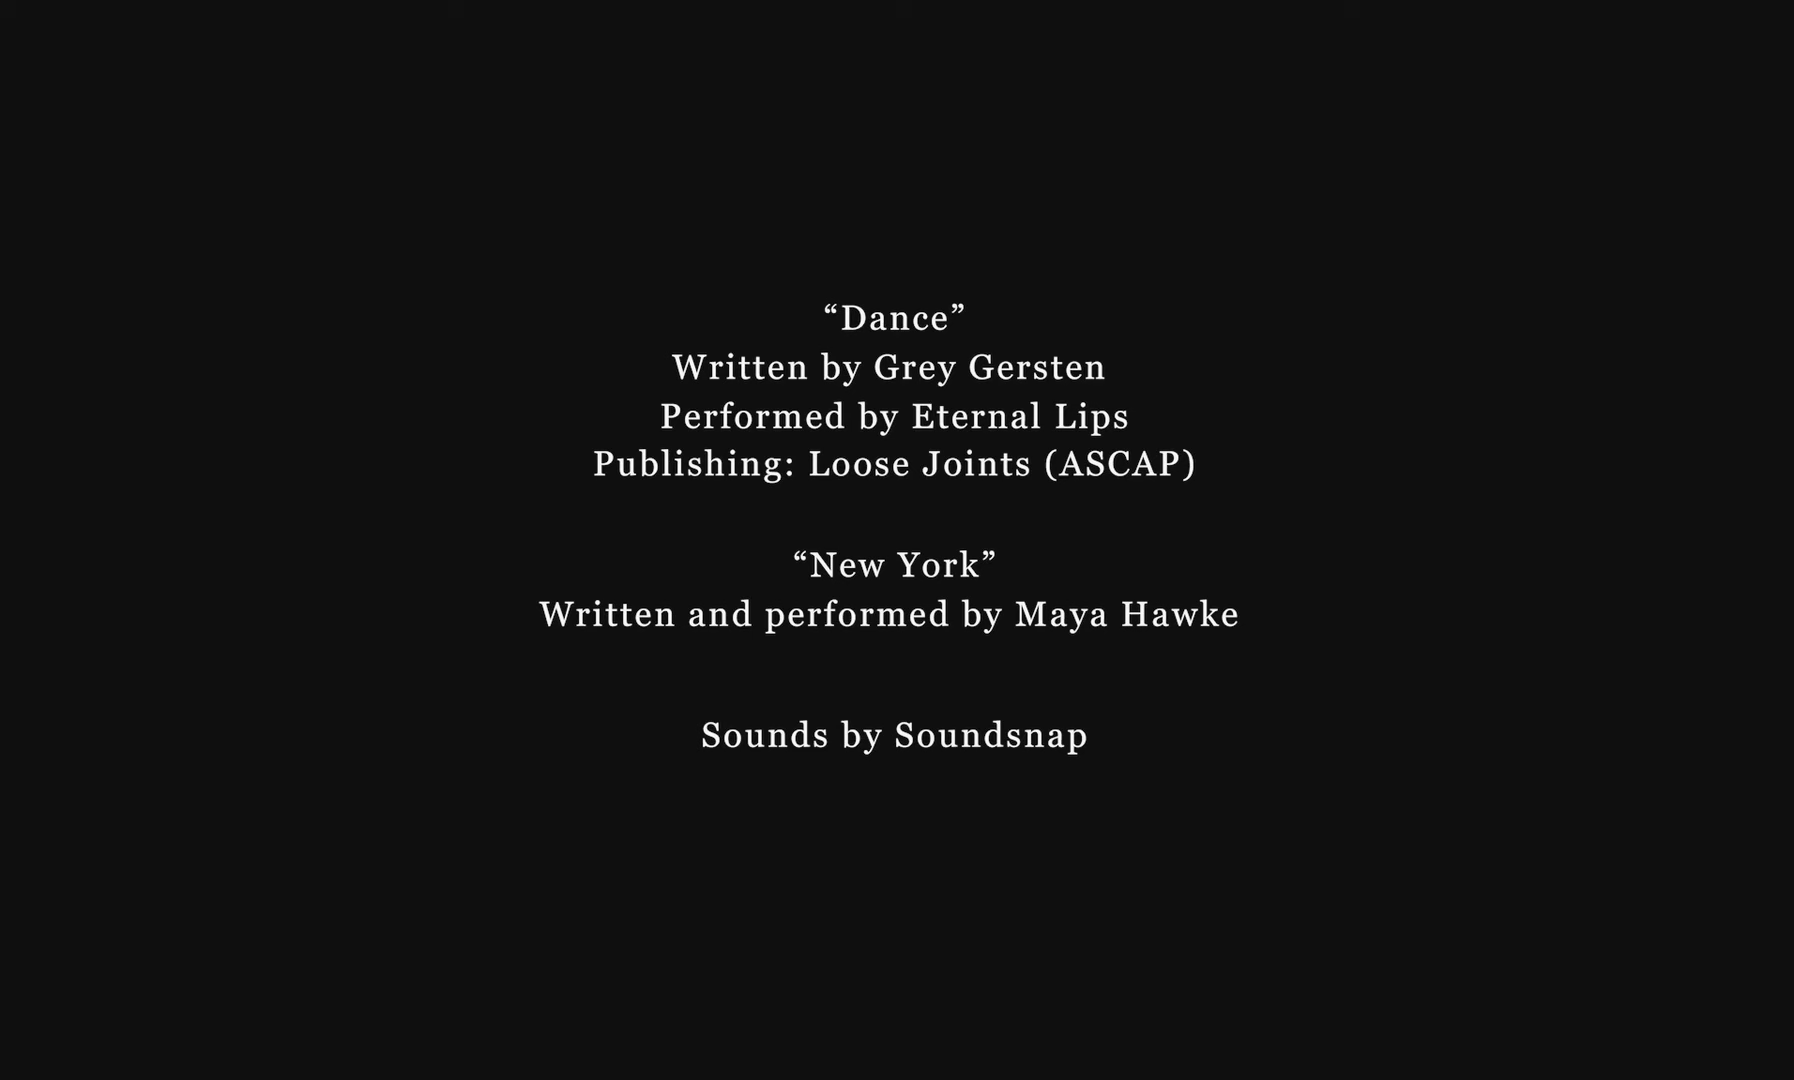 “Dance”
Written by Grey Gersten
Performed by Eternal Lips
Publishing: Loose Joints (ASCAP)
“New York”
Written and performed by Maya Hawke
Sounds by Soundsnap